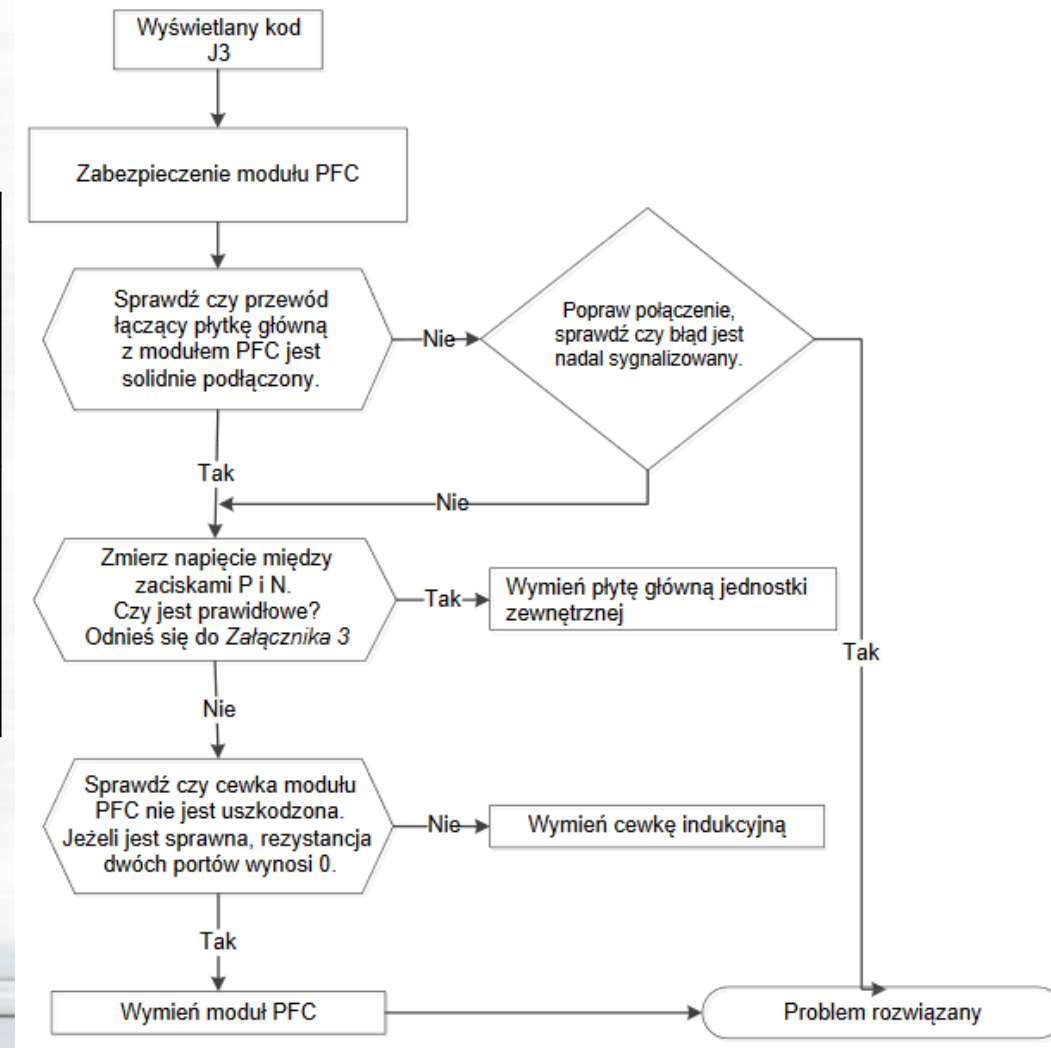 Wyświetlany kod
J3
Zabezpieczenie modułu PFC
Sprawdź czy przewód
łączący płytkę główną
z modułem PFC jest
solidnie podłączony.
Nie
Popraw połączenie,
sprawdź czy błąd jest
nadal sygnalizowany.
Tak
Nie
Zmierz napięcie między
zaciskami P i N.
Czy jest prawidłowe?
Odnieś się do Załącznika 3
Tak
Wymień płytę główną jednostki
zewnętrznej
Tak
Nie
Sprawdź czy cewka modułu
PFC nie jest uszkodzona.
Jeżeli jest sprawna, rezystancja
dwóch portów wynosi 0.
Nie
Wymień cewkę indukcyjną
Tak
Wymień moduł PFC
Problem rozwiązany